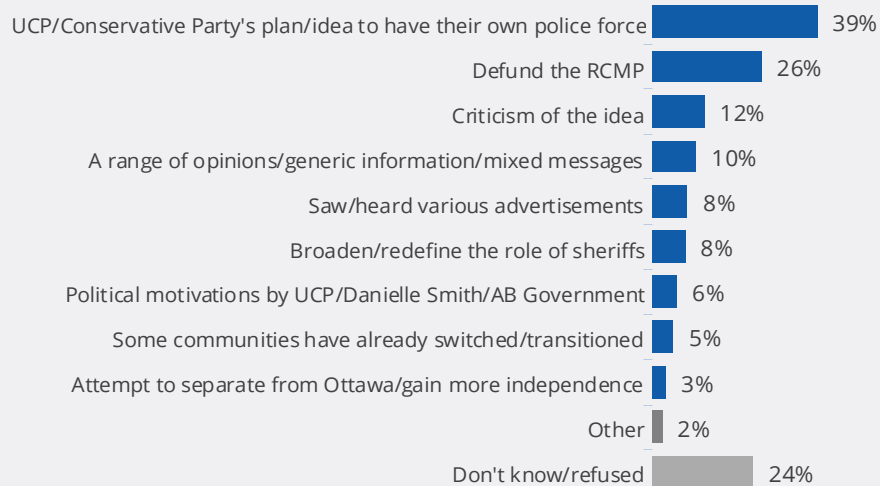 UCP/Conservative Party's plan/idea to have their own police force 39%
Defund the RCMP 26%
Criticism of the idea 12%
A range of opinions/generic information/mixed messages 10%
Saw/heard various advertisements 8%
Broaden/redefine the role of sheriffs 8%
Political motivations by UCP/Danielle Smith/AB Government 6%
Some communities have already switched/transitioned 5%
Attempt to separate from Ottawa/gain more independence 3%
Other 2%
Don't know/refused 24%